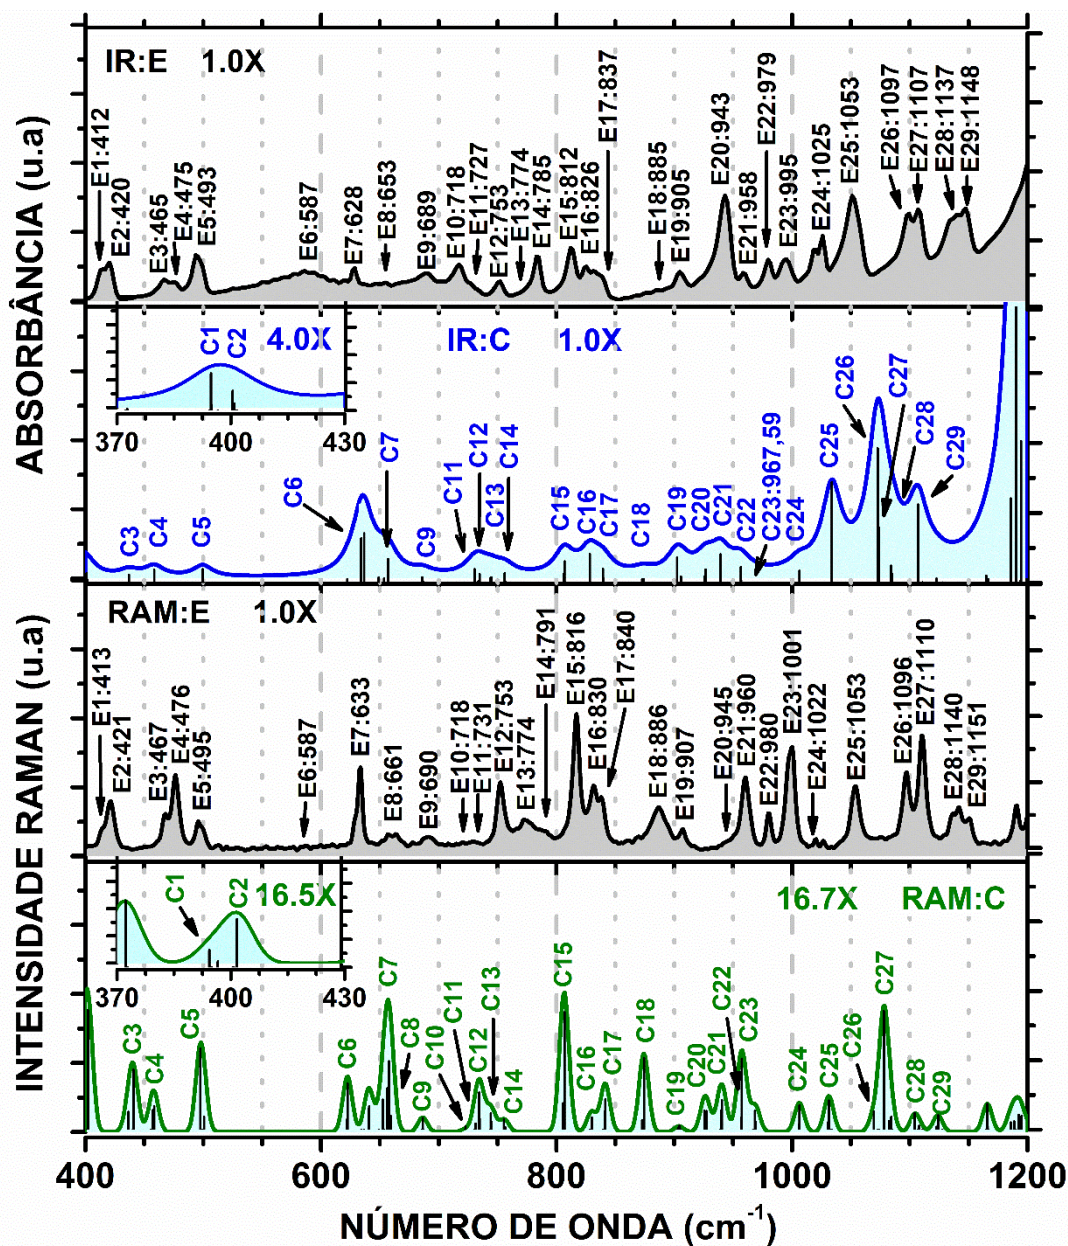 ABSORBÂNCIA (u.a)
INTENSIDADE RAMAN (u.a)
IR:E 1.0X
E1:412
E2:420
E3:465
E4:475
E5:493
E6:587
E7:628
E8:653
E9:689
E10:718
E11:727
E12:753
E13:774
E14:785
E15:812
E16:826
E17:837
E18:885
E19:905
E20:943
E21:958
E22:979
E23:995
E24:1025
E25:1053
E26:1097
E27:1107
E28:1137
E29:1148
IR:C 1.0X
4.0X
C1
C2
370 400 430
C3
C4
C5
C6
C7
C9
C11
C12
C13
C14
C15
C16
C17
C18
C19
C20
C21
C22
C23:967,59
C24
C25
C26
C27
C28
C29
RAM:E 1.0X
E1:413
E2:421
E3:467
E4:476
E5:495
E6:587
E7:633
E8:661
E9:690
E10:718
E11:731
E12:753
E13:774
E14:791
E15:816
E16:830
E17:840
E18:886
E19:907
E20:945
E21:960
E22:980
E23:1001
E24:1022
E25:1053
E26:1096
E27:1110
E28:1140
E29:1151
16.7X RAM:C
16.5X
C1
C2
370 400 430
C3
C4
C5
C6
C7
C8
C9
C10
C11
C12
C13
C14
C15
C16
C17
C18
C19
C20
C21
C22
C23
C24
C25
C26
C27
C28
C29
400 600 800 1000 1200
NÚMERO DE ONDA (cm⁻¹)